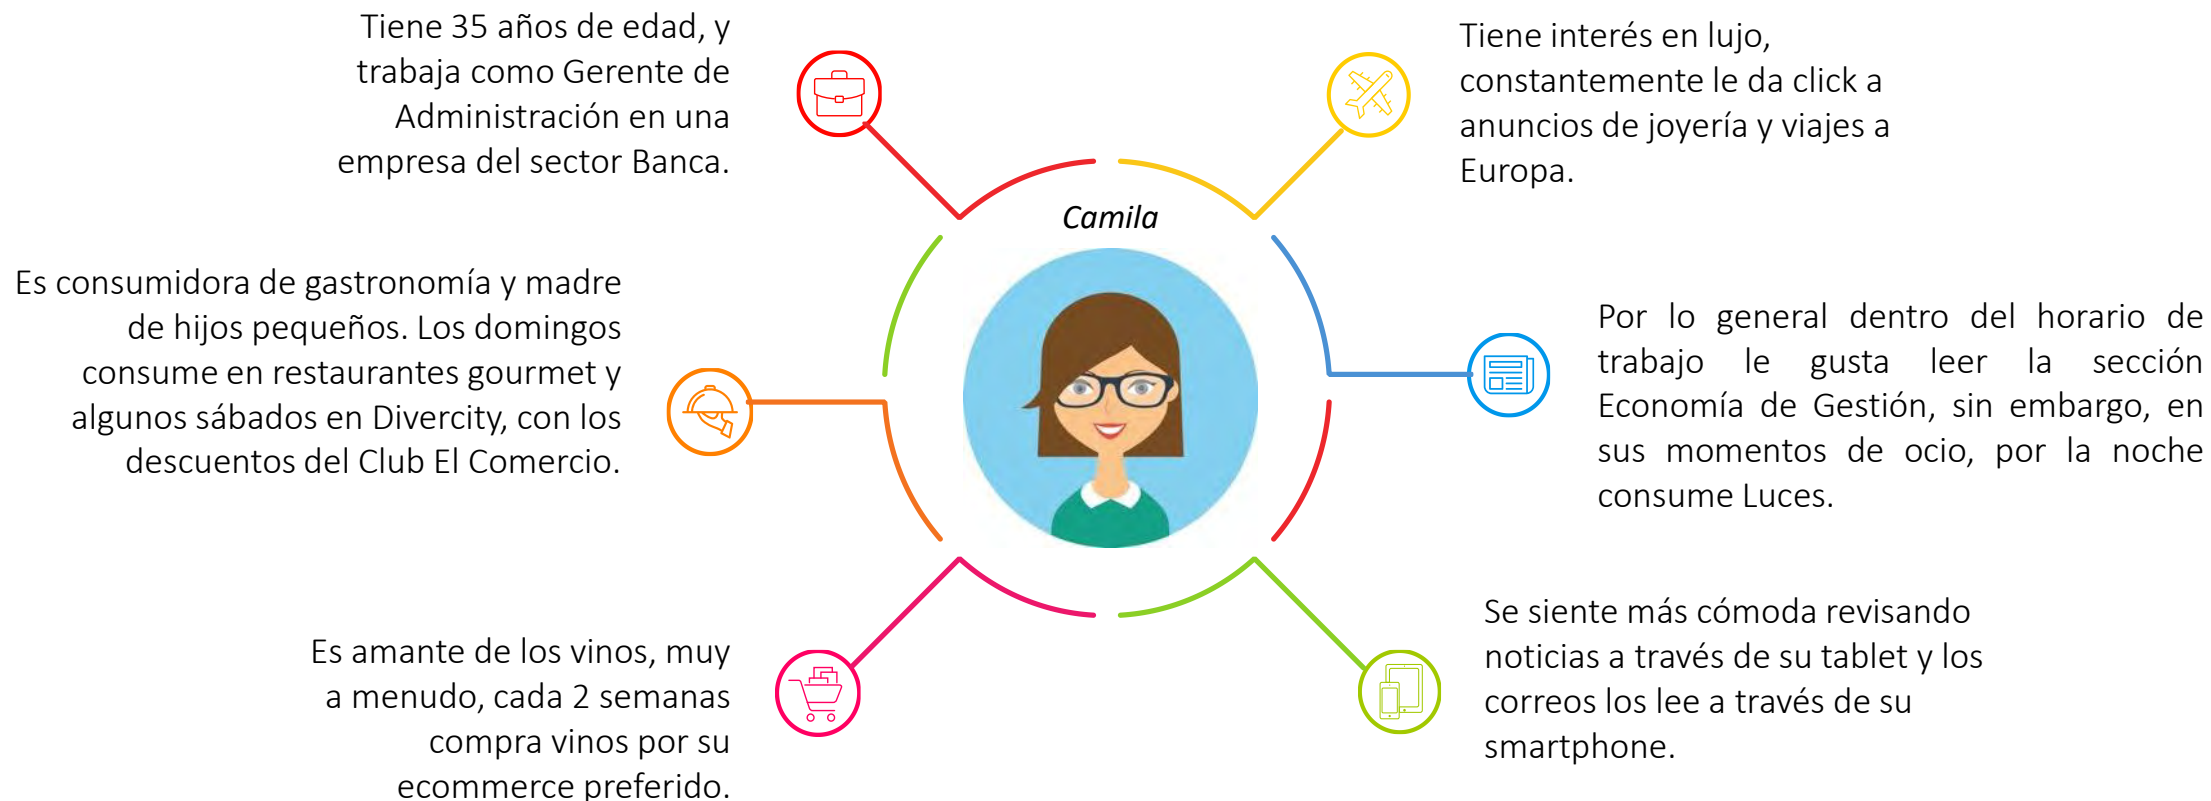 Tiene 35 años de edad, y
trabaja como Gerente de
Administración en una
empresa del sector Banca.
Tiene interés en lujo,
constantemente le da click a
anuncios de joyería y viajes a
Europa.
Camila
Es consumidora de gastronomía y madre
de hijos pequeños. Los domingos
consume en restaurantes gourmet y
algunos sábados en Divercity, con los
descuentos del Club El Comercio.
Por lo general dentro del horario de
trabajo le gusta leer la sección
Economía de Gestión, sin embargo, en
sus momentos de ocio, por la noche
consume Luces.
Es amante de los vinos, muy
a menudo, cada 2 semanas
compra vinos por su
ecommerce preferido.
Se siente más cómoda revisando
noticias a través de su tablet y los
correos los lee a través de su
smartphone.